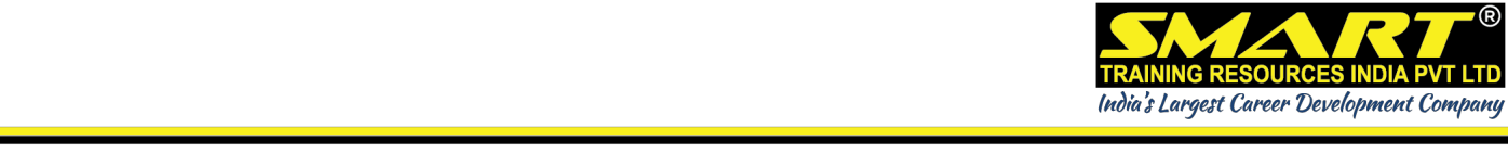 SMART®
TRAINING RESOURCES INDIA PVT LTD
India's Largest Career Development Company